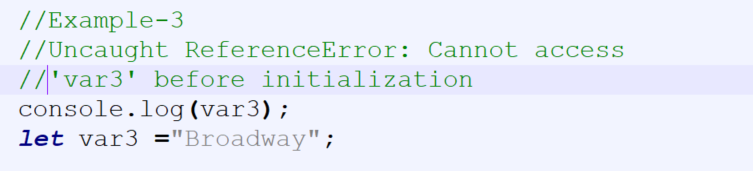 //Example-3
//Uncaught ReferenceError: Cannot access
//'var3' before initialization
console.log(var3);
let var3 ="Broadway";